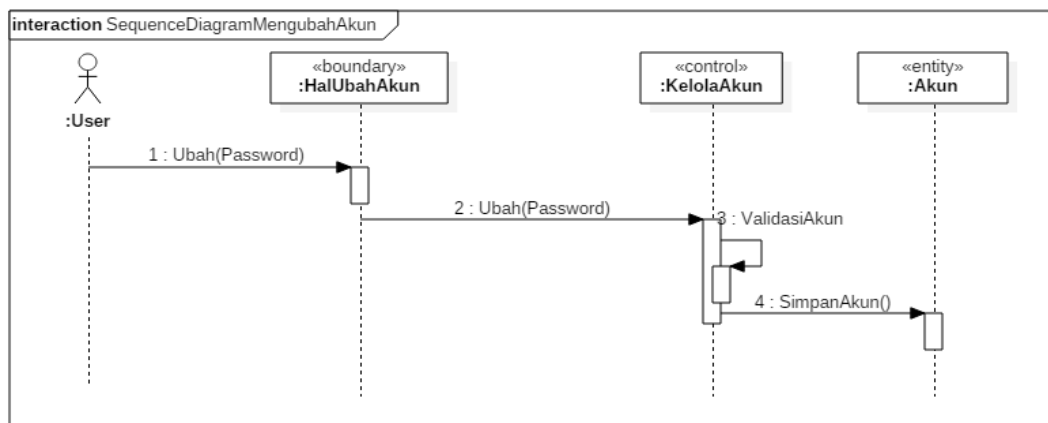 interaction SequenceDiagramMengubahAkun
:User
«boundary»
:HalUbahAkun
«control»
:KelolaAkun
«entity»
:Akun
1 : Ubah(Password)
2 : Ubah(Password)
3 : ValidasiAkun
4 : SimpanAkun()